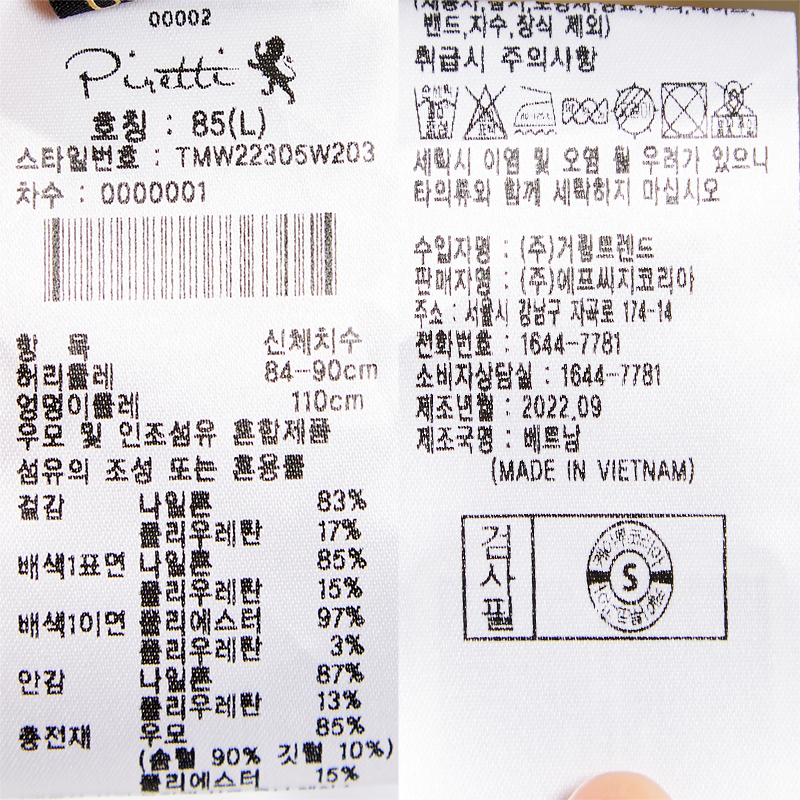 00002
Piretti
호칭 : 85(L)
스타일번호 : TMW22305W203
차수 : 0000001
항 목 신체치수
허리둘레 84-90cm
엉덩이둘레 110cm
우모 및 인조섬유 혼합제품
섬유의 조성 또는 혼용률
겉감 나일론 83%
폴리우레탄 17%
배색1표면 나일론 85%
폴리우레탄 15%
배색1이면 폴리에스터 97%
폴리우레탄 3%
안감 나일론 87%
폴리우레탄 13%
충전재 우모 85%
(솜털 90% 깃털 10%)
폴리에스터 15%
밴드,자수,장식 제외)
취급시 주의사항
세탁시 이염 및 오염 될 우려가 있으니
타의류와 함께 세탁하지 마십시오
수입자명 : (주)거림트렌드
판매자명 : (주)에프씨지코리아
주소 : 서울시 강남구 자곡로 174-14
전화번호 : 1644-7781
소비자상담실 : 1644-7781
제조년월 : 2022.09
제조국명 : 베트남
(MADE IN VIETNAM)
검사필
S